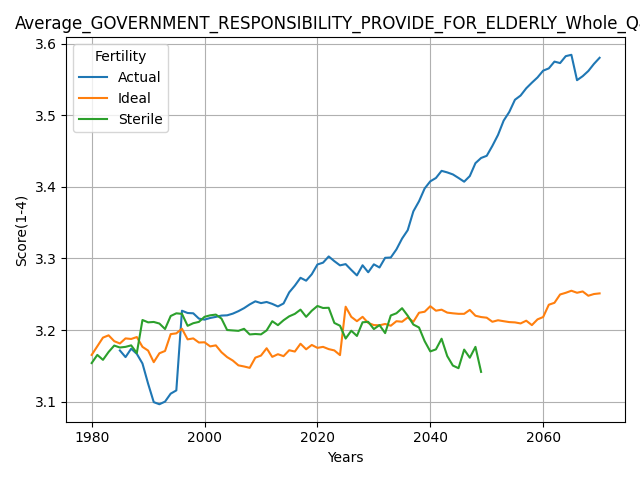 Average_GOVERNMENT_RESPONSIBILITY_PROVIDE_FOR_ELDERLY_Whole_Q
Fertility
Actual
Ideal
Sterile
Score(1-4)
3.6
3.5
3.4
3.3
3.2
3.1
1980 2000 2020 2040 2060
Years